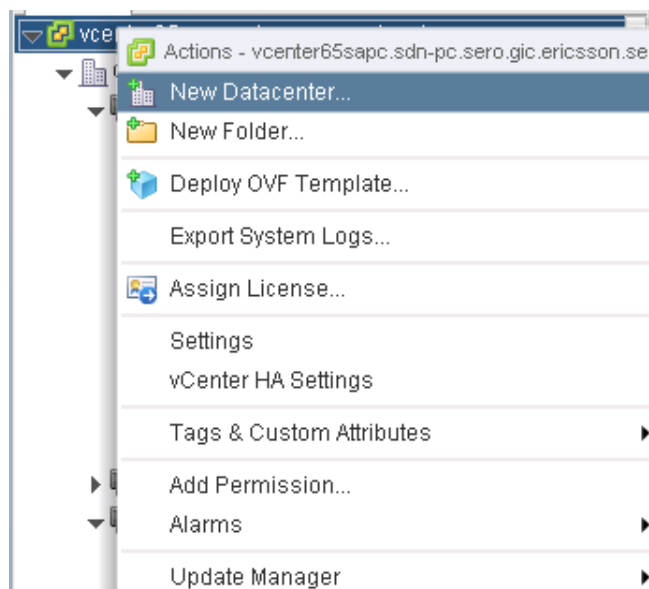 Actions - vcenter65sapc.sdn-pc.sero.gic.ericsson.se
New Datacenter...
New Folder...
Deploy OVF Template...
Export System Logs...
Assign License...
Settings
vCenter HA Settings
Tags & Custom Attributes
Add Permission...
Alarms
Update Manager